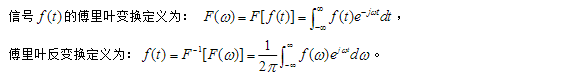 信号 f(t) 的傅里叶变换定义为： F(ω) = F[f(t)] = ∫_{-∞}^{∞} f(t)e^{-jωt}dt ，
傅里叶反变换定义为： f(t) = F^{-1}[F(ω)] = \frac{1}{2π} ∫_{-∞}^{∞} f(ω)e^{jωt}dω 。